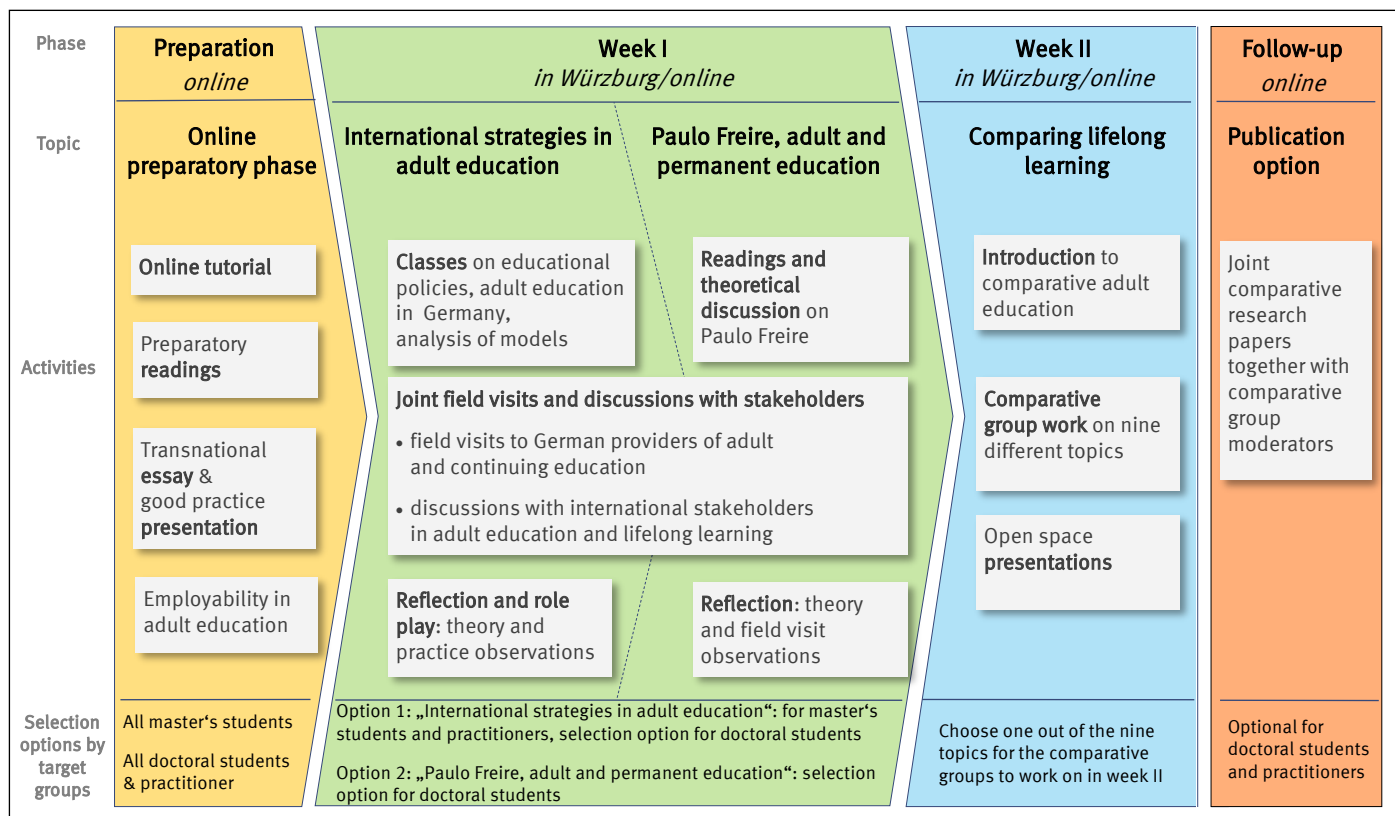 Phase
Preparation
online
Week I
in Würzburg/online
Week II
in Würzburg/online
Follow-up
online
Topic
Online
preparatory phase
International strategies in
adult education
Paulo Freire, adult and
permanent education
Comparing lifelong
learning
Publication
option
Activities
Online tutorial
Preparatory
readings
Transnational
essay &
good practice
presentation
Employability in
adult education
Classes on educational
policies, adult education
in Germany,
analysis of models
Readings and
theoretical
discussion on
Paulo Freire
Joint field visits and discussions with stakeholders
• field visits to German providers of adult
and continuing education
• discussions with international stakeholders
in adult education and lifelong learning
Reflection and role
play: theory and
practice observations
Reflection: theory
and field visit
observations
Introduction to
comparative adult
education
Comparative
group work on nine
different topics
Open space
presentations
Joint
comparative
research
papers
together with
comparative
group
moderators
Selection
options by
target
groups
All master‘s students
All doctoral students
& practitioner
Option 1: „International strategies in adult education“: for master‘s
students and practitioners, selection option for doctoral students
Option 2: „Paulo Freire, adult and permanent education“: selection
option for doctoral students
Choose one out of the nine
topics for the comparative
groups to work on in week II
Optional for
doctoral students
and practitioners